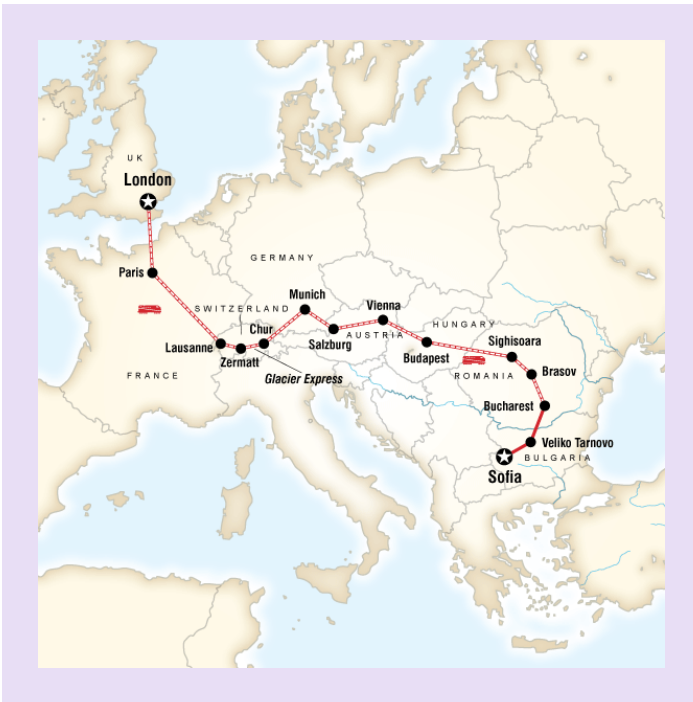 UK
London
Paris
GERMANY
SWITZERLAND
Munich
Vienna
Chur
Salzburg
AUSTRIA
HUNGARY
Lausanne
Zermatt
Budapest
Sighisoara
Glacier Express
FRANCE
ROMANIA
Brasov
Bucharest
Veliko Tarnovo
BULGARIA
Sofia